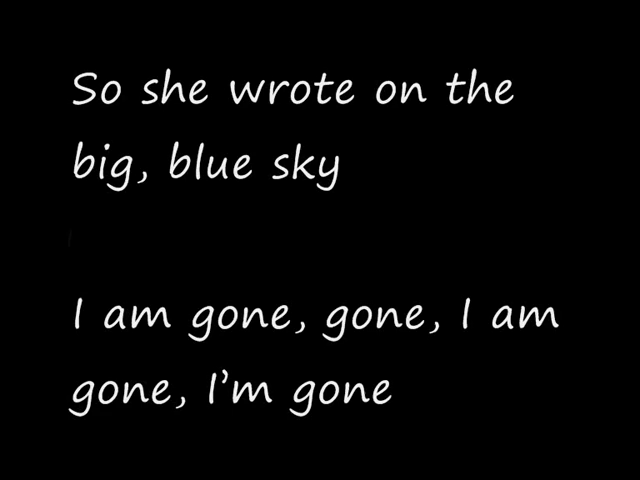 So she wrote on the
big, blue sky
I am gone, gone, I am
gone, I'm gone